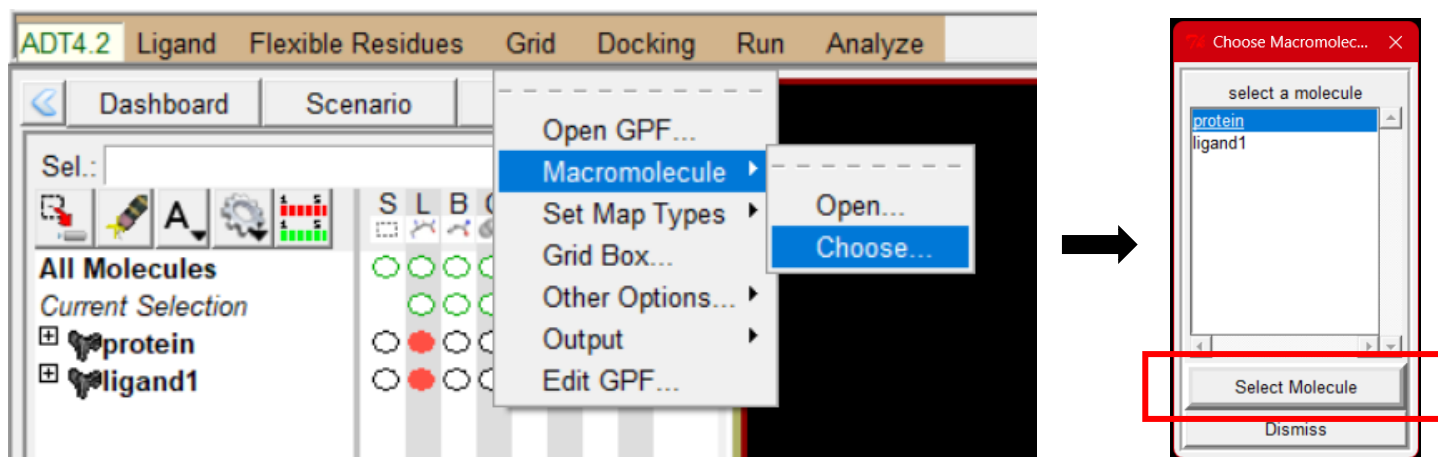 ADT4.2 Ligand Flexible Residues Grid Docking Run Analyze
Dashboard Scenario
Sel.:
A
S L B
All Molecules
Current Selection
protein
ligand1
Open GPF...
Macromolecule
Set Map Types
Grid Box...
Other Options...
Output
Edit GPF...
Open...
Choose...
Choose Macromolec...
select a molecule
protein
ligand1
Select Molecule
Dismiss